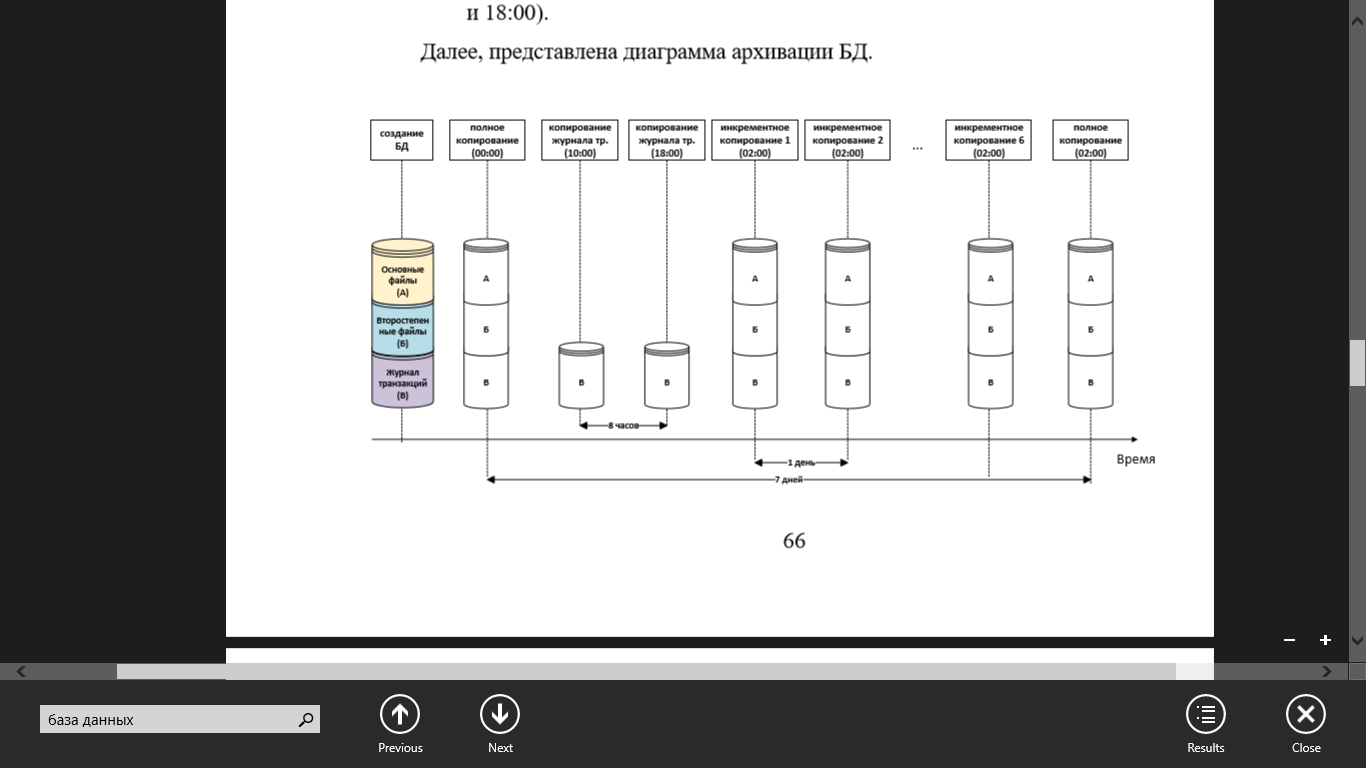 и 18:00).
Далее, представлена диаграмма архивации БД.
создание
БД
полное
копирование
(00:00)
копирование
журнала тр.
(10:00)
копирование
журнала тр.
(18:00)
инкрементное
копирование 1
(02:00)
инкрементное
копирование 2
(02:00)
...
инкрементное
копирование 6
(02:00)
полное
копирование
(02:00)
Основные
файлы
(А)
Второстепен
ные файлы
(Б)
Журнал
транзакций
(В)
А
Б
В
В
В
А
Б
В
А
Б
В
А
Б
В
А
Б
В
8 часов
1 день
7 дней
Время
66
база данных
Previous
Next
Results
Close